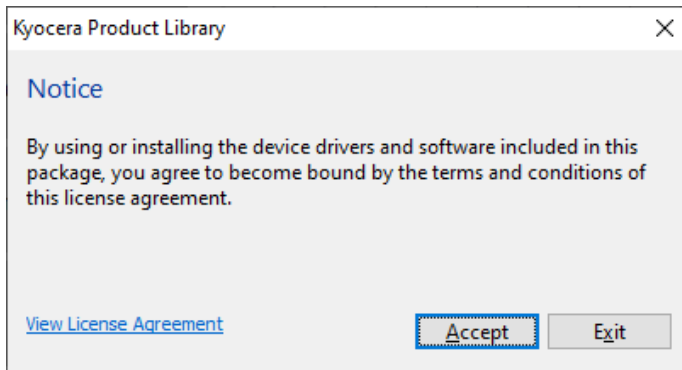 Kyocera Product Library
Notice
By using or installing the device drivers and software included in this
package, you agree to become bound by the terms and conditions of
this license agreement.
View License Agreement
Accept
Exit